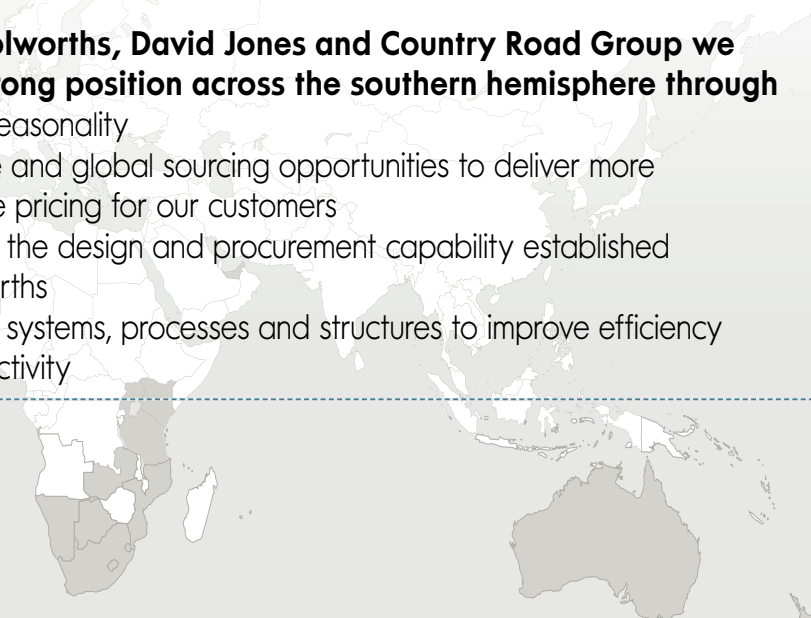 olworths, David Jones and Country Road Group we
rong position across the southern hemisphere through
easonality
e and global sourcing opportunities to deliver more
e pricing for our customers
the design and procurement capability established
rths
systems, processes and structures to improve efficiency
ctivity